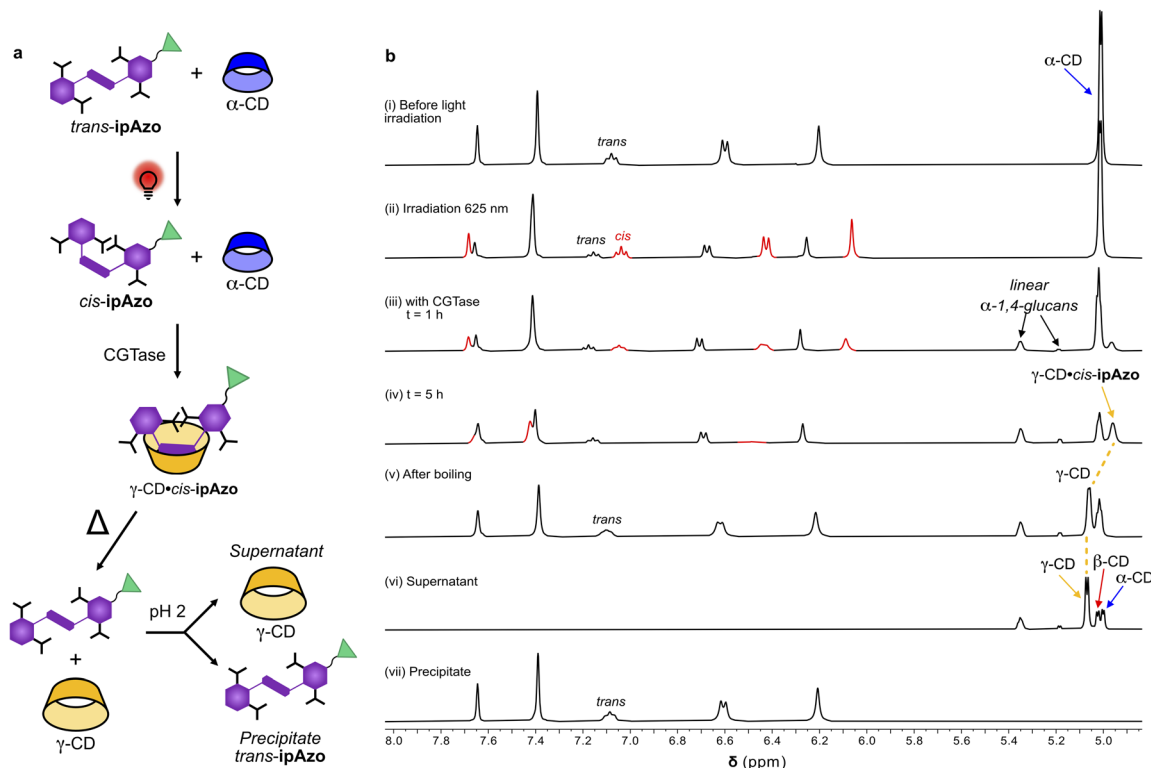 a
trans-ipAzo
+
α-CD
cis-ipAzo
+
α-CD
CGTase
γ-CD•cis-ipAzo
Δ
+
γ-CD
pH 2
Supernatant
γ-CD
Precipitate
trans-ipAzo
b
α-CD
(i) Before light
irradiation
trans
(ii) Irradiation 625 nm
trans
cis
(iii) with CGTase
t = 1 h
linear
α-1,4-glucans
γ-CD•cis-ipAzo
(iv) t = 5 h
γ-CD
(v) After boiling
trans
γ-CD
β-CD
α-CD
(vi) Supernatant
(vii) Precipitate
trans
8.0 7.8 7.6 7.4 7.2 7.0 6.8 6.6 6.4 6.2 6.0 5.8 5.6 5.4 5.2 5.0
δ (ppm)